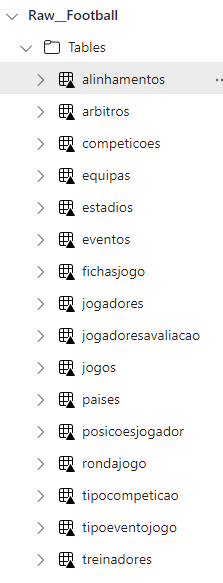 Raw__Football
Tables
alinhamentos
arbitros
competicoes
equipas
estadios
eventos
fichasjogo
jogadores
jogadoresavaliacao
jogos
paises
posicoesjogador
rondajogo
tipocompeticao
tipoeventojogo
treinadores